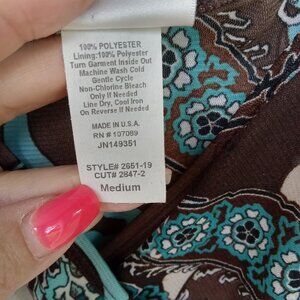 100% POLYESTER
Lining:100% Polyester
Turn Garment Inside Out
Machine Wash Cold
Gentle Cycle
Non-Chlorine Bleach
Only If Needed
Line Dry, Cool Iron
On Reverse If Needed
MADE IN U.S.A.
RN # 107089
JN149351
STYLE# 2651-19
CUT# 2847-2
Medium